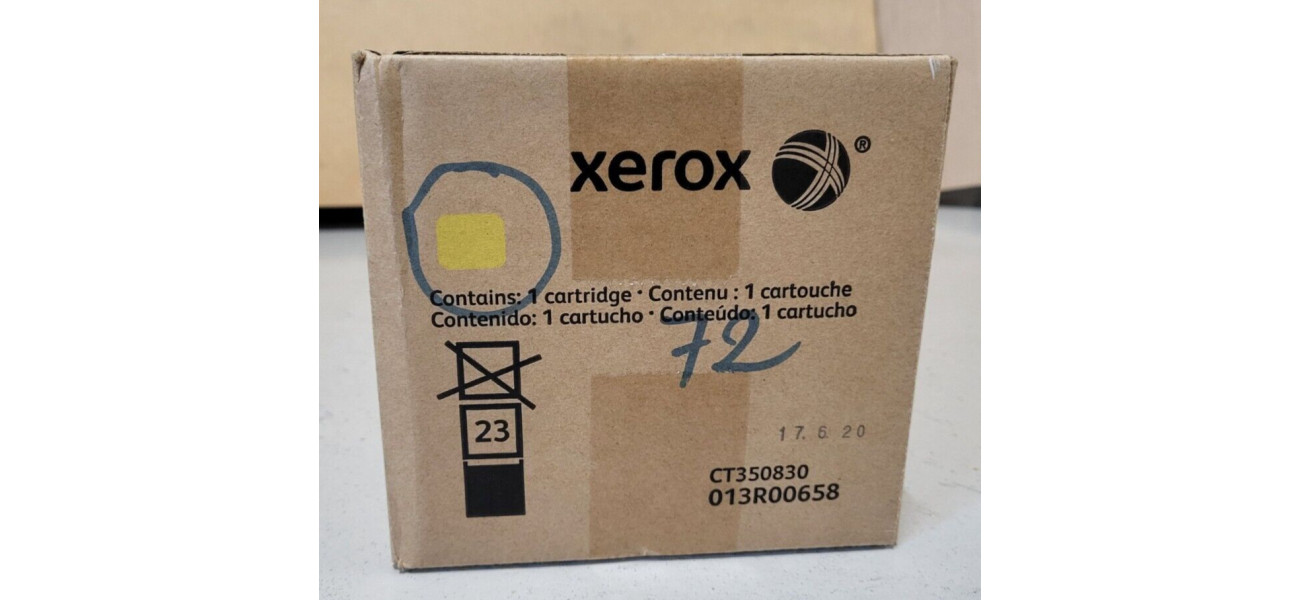 xerox ®
Contains: 1 cartridge · Contenu : 1 cartouche
Contenido: 1 cartucho · Conteúdo: 1 cartucho
72
23
17. 6 20
CT350830
013R00658